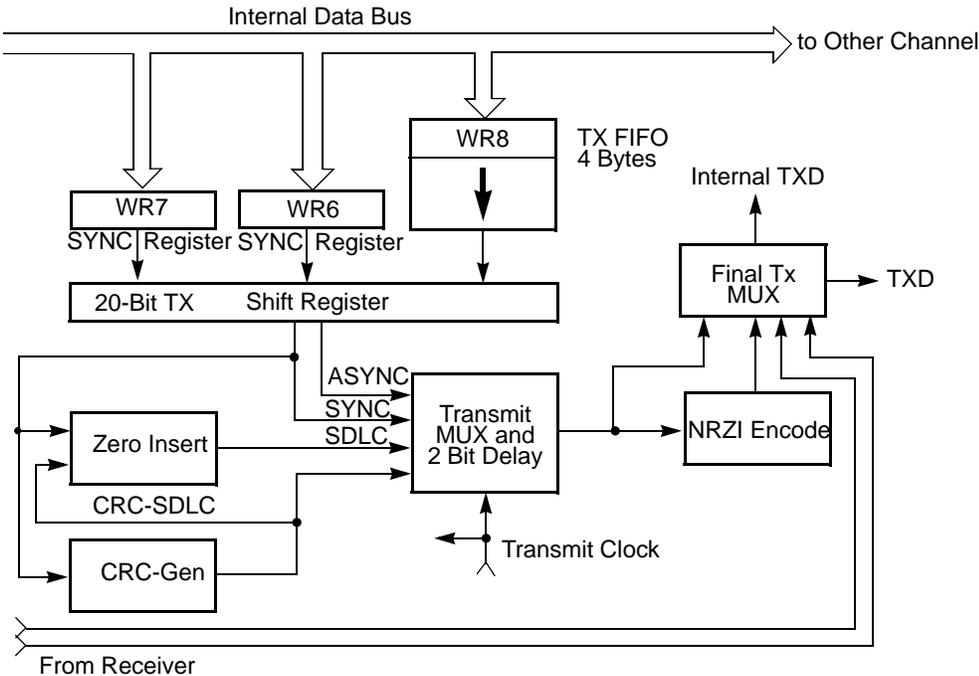 Internal Data Bus
to Other Channel
WR8
TX FIFO
4 Bytes
Internal TXD
WR7
WR6
SYNC Register
SYNC Register
Final Tx
MUX
TXD
20-Bit TX Shift Register
ASYNC
SYNC
SDLC
Transmit
MUX and
2 Bit Delay
NRZI Encode
Zero Insert
CRC-SDLC
Transmit Clock
CRC-Gen
From Receiver